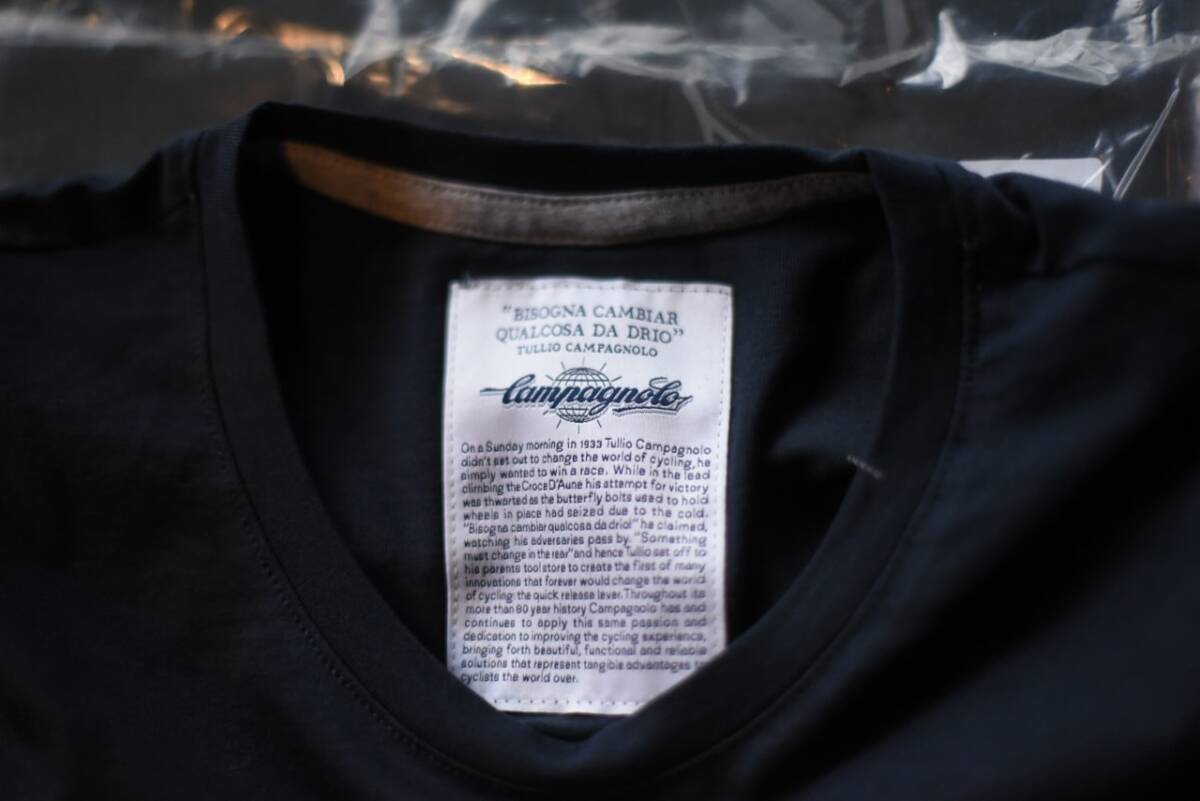 "BISOGNA CAMBIAR
QUALCOSA DA DRIO"
TULLIO CAMPAGNOLO
Campagnolo
On a Sunday morning in 1933 Tullio Campagnolo
didn't set out to change the world of cycling, he
simply wanted to win a race. While in the lead
climbing the Croce D'Aune his attempt for victory
was thwarted as the butterfly bolts used to hold
wheels in place had seized due to the cold.
"Bisogna cambiar qualcosa da drio!" he claimed,
watching his adversaries pass by. "Something
must change in the rear" and hence Tullio set off to
his parents tool store to create the first of many
innovations that forever would change the world
of cycling: the quick release lever. Throughout its
more than 80 year history Campagnolo has and
continues to apply this same passion and
dedication to improving the cycling experience,
bringing forth beautiful, functional and reliable
solutions that represent tangible advantages to
cyclists the world over.